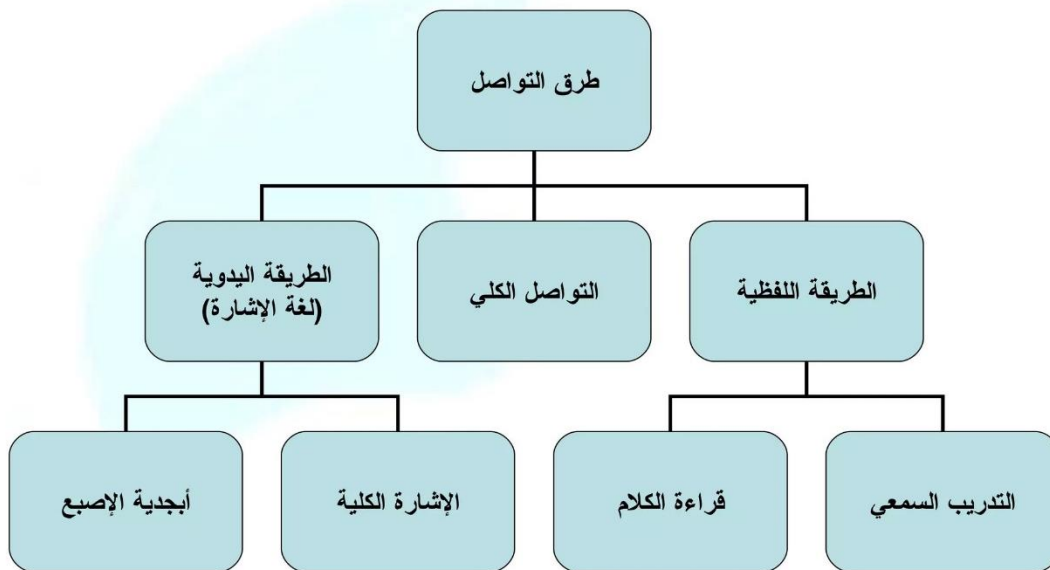 طرق التواصل
الطريقة اللفظية
التواصل الكلي
الطريقة اليدوية
(لغة الإشارة)
التدريب السمعي
قراءة الكلام
الإشارة الكلية
أبجدية الإصبع